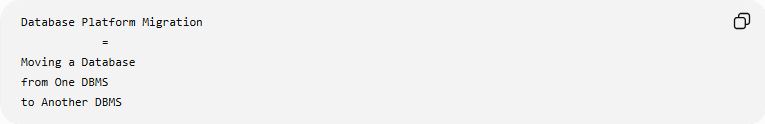 Database Platform Migration
=
Moving a Database
from One DBMS
to Another DBMS